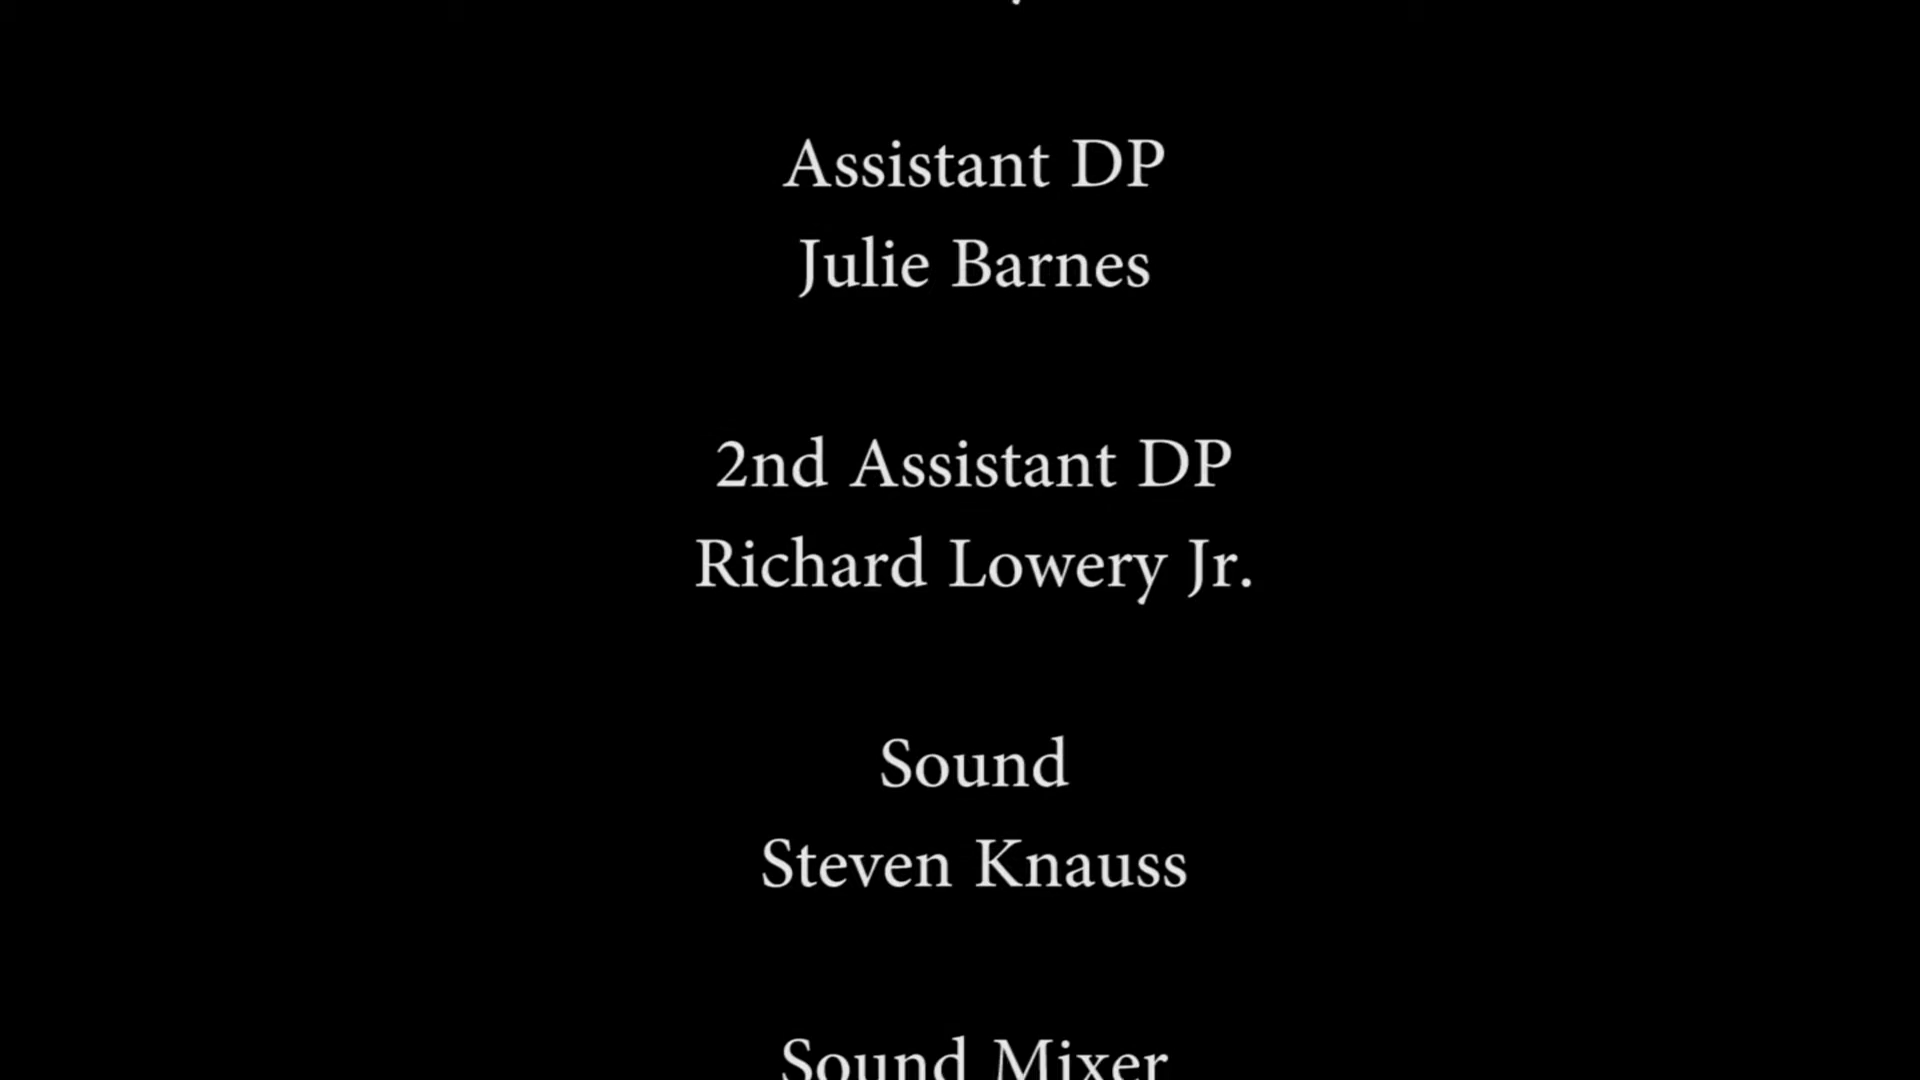 Assistant DP
Julie Barnes
2nd Assistant DP
Richard Lowery Jr.
Sound
Steven Knauss
Sound Mixer